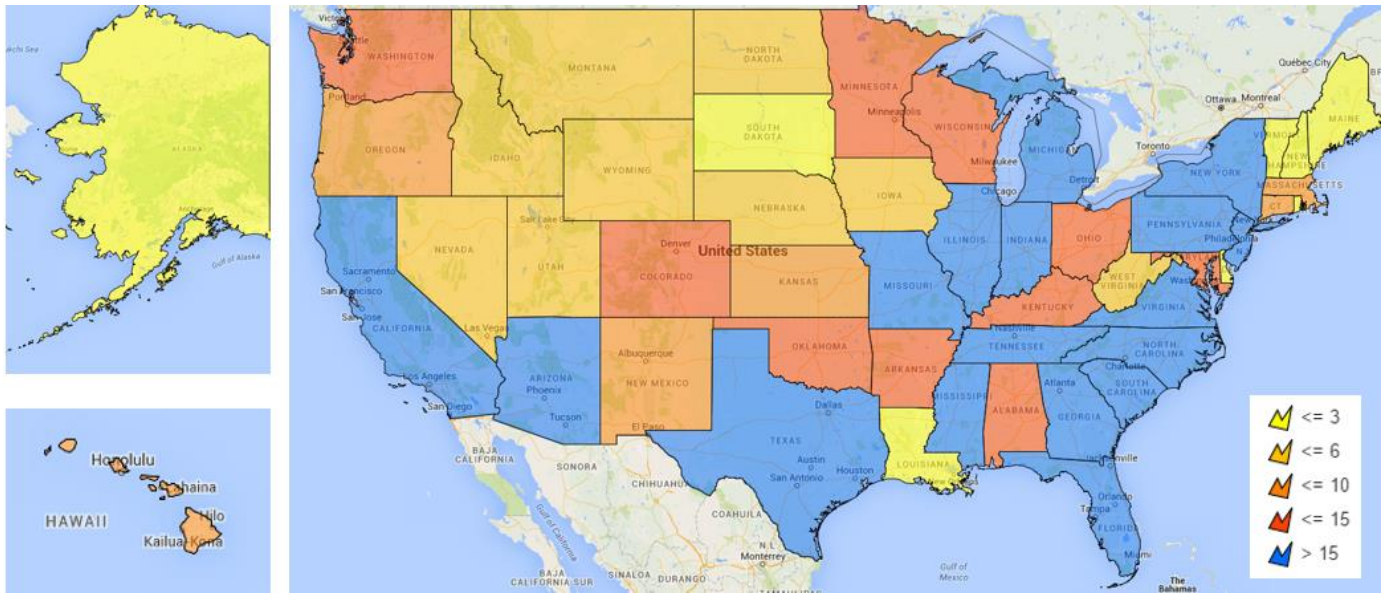 ALASKA
Gulf of Alaska
Honolulu
ahaina
HAWAII
Hilo
Kailua-Kona
WASHINGTON
Portland
OREGON
IDAHO
MONTANA
NORTH
DAKOTA
SOUTH
DAKOTA
WYOMING
NEBRASKA
MINNESOTA
Minneapolis
WISCONSIN
Milwaukee
IOWA
Chicago
MICHIGAN
Detroit
Toronto
Ottawa
Montreal
Québec City
MAINE
VERMONT
NEW
HAMPSHIRE
MASSACHUSETTS
CT
NEW YORK
New York
PENNSYLVANIA
Philadelphia
OHIO
INDIANA
ILLINOIS
Salt Lake City
NEVADA
UTAH
Denver
COLORADO
United States
KANSAS
MISSOURI
KENTUCKY
WEST
VIRGINIA
VIRGINIA
Sacramento
San Francisco
San Jose
CALIFORNIA
Las Vegas
Los Angeles
San Diego
ARIZONA
Phoenix
Tucson
Albuquerque
NEW MEXICO
El Paso
OKLAHOMA
ARKANSAS
Nashville
TENNESSEE
NORTH
CAROLINA
Charlotte
SOUTH
CAROLINA
MISSISSIPPI
ALABAMA
Atlanta
GEORGIA
Dallas
TEXAS
Austin
San Antonio
Houston
LOUISIANA
Jacksonville
Orlando
Tampa
FLORIDA
Miami
BAJA
CALIFORNIA
SONORA
CHIHUAHUA
COAHUILA
Gulf of California
BAJA
CALIFORNIA SUR
SINALOA
DURANGO
N.L.
Monterrey
TAMAULIPAS
Gulf of
Mexico
The
Bahamas
<= 3
<= 6
<= 10
<= 15
> 15